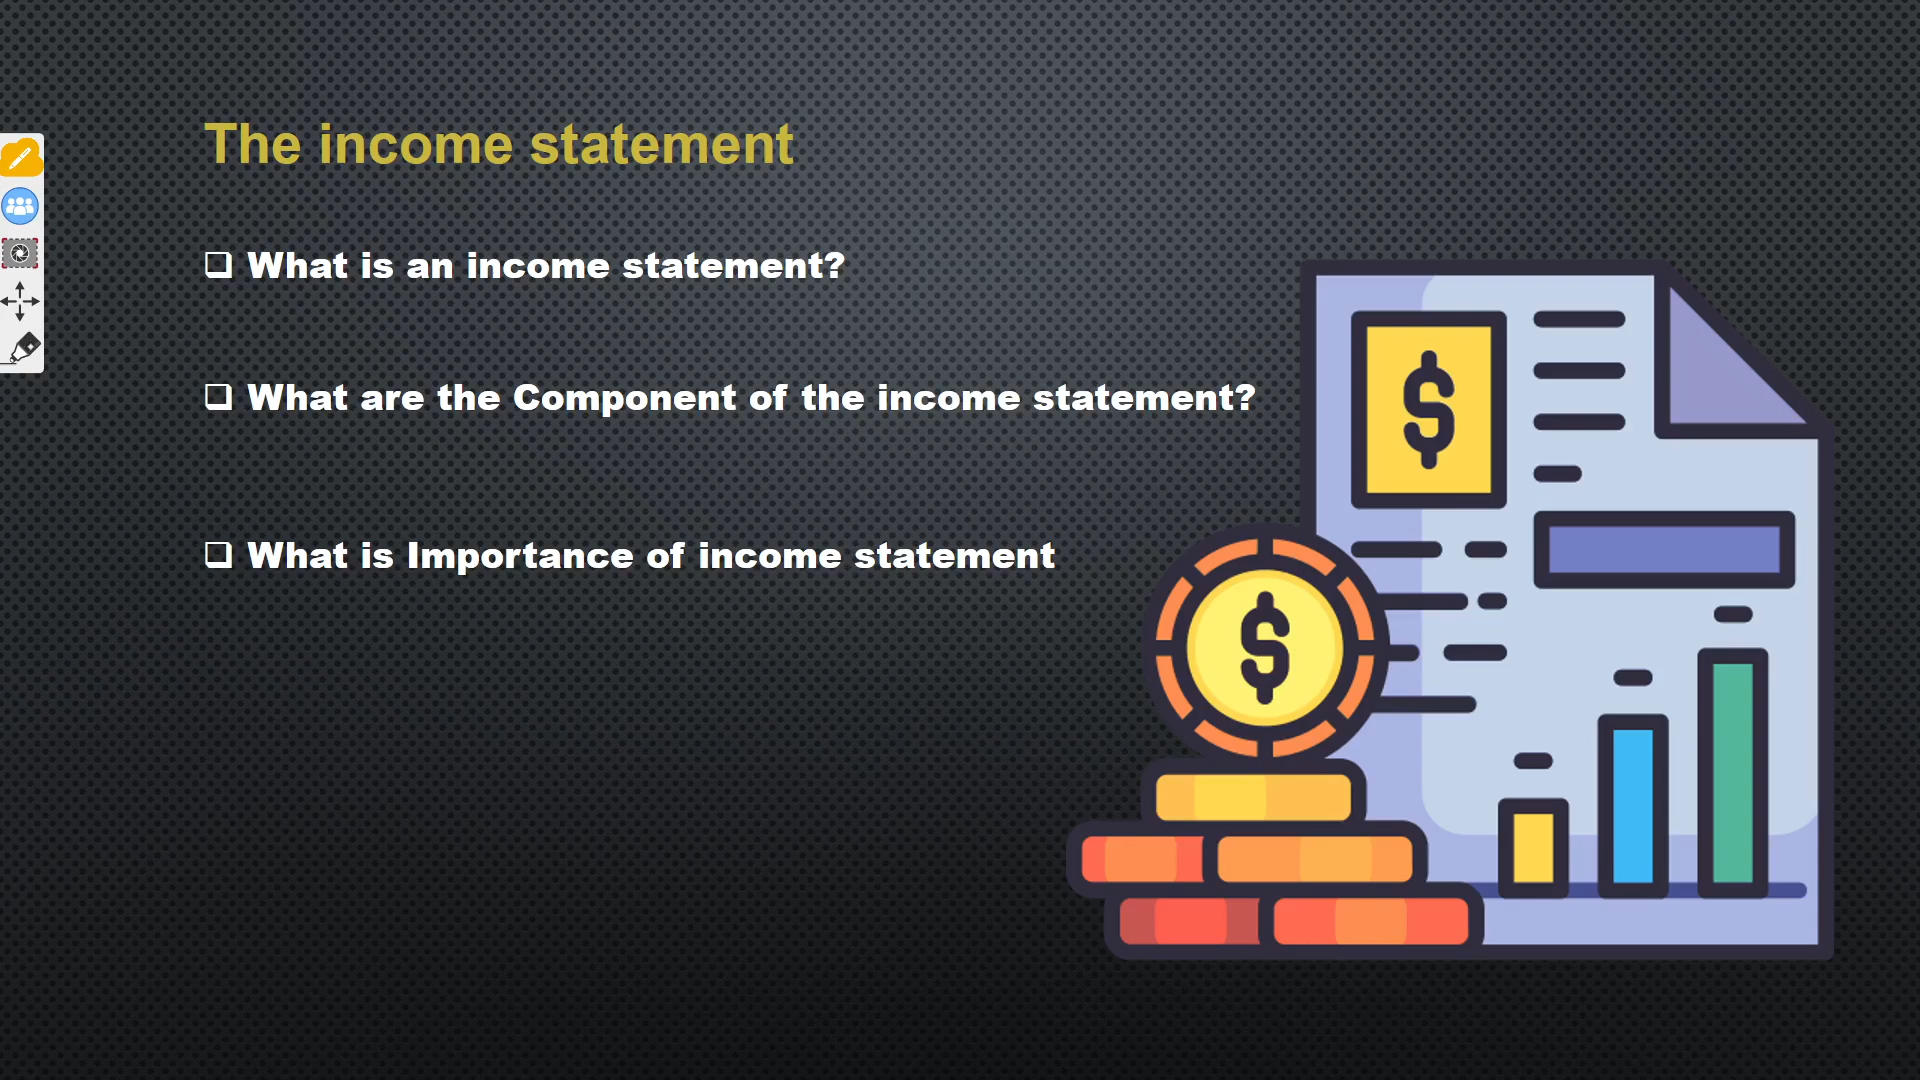 The income statement
❑ What is an income statement?
❑ What are the Component of the income statement?
❑ What is Importance of income statement
$
$